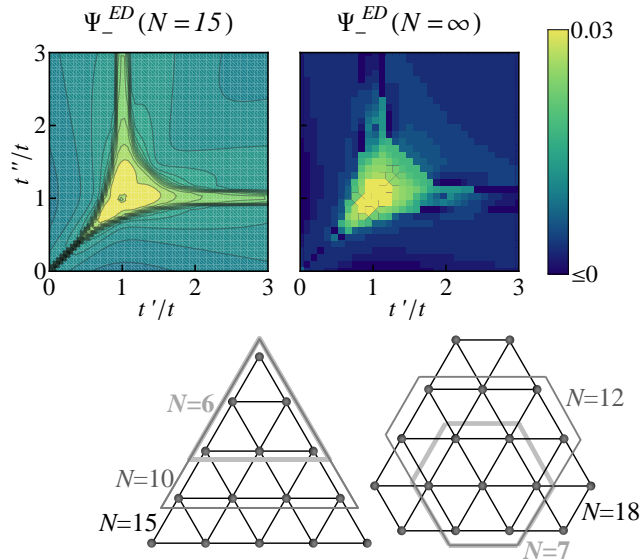 Ψ_^ED (N = 15)
Ψ_^ED (N = ∞)
0.03
≤0
3
2
1
0
t''/t
0 1 2 3
0 1 2 3
t'/t
t'/t
N=6
N=10
N=15
N=12
N=18
N=7